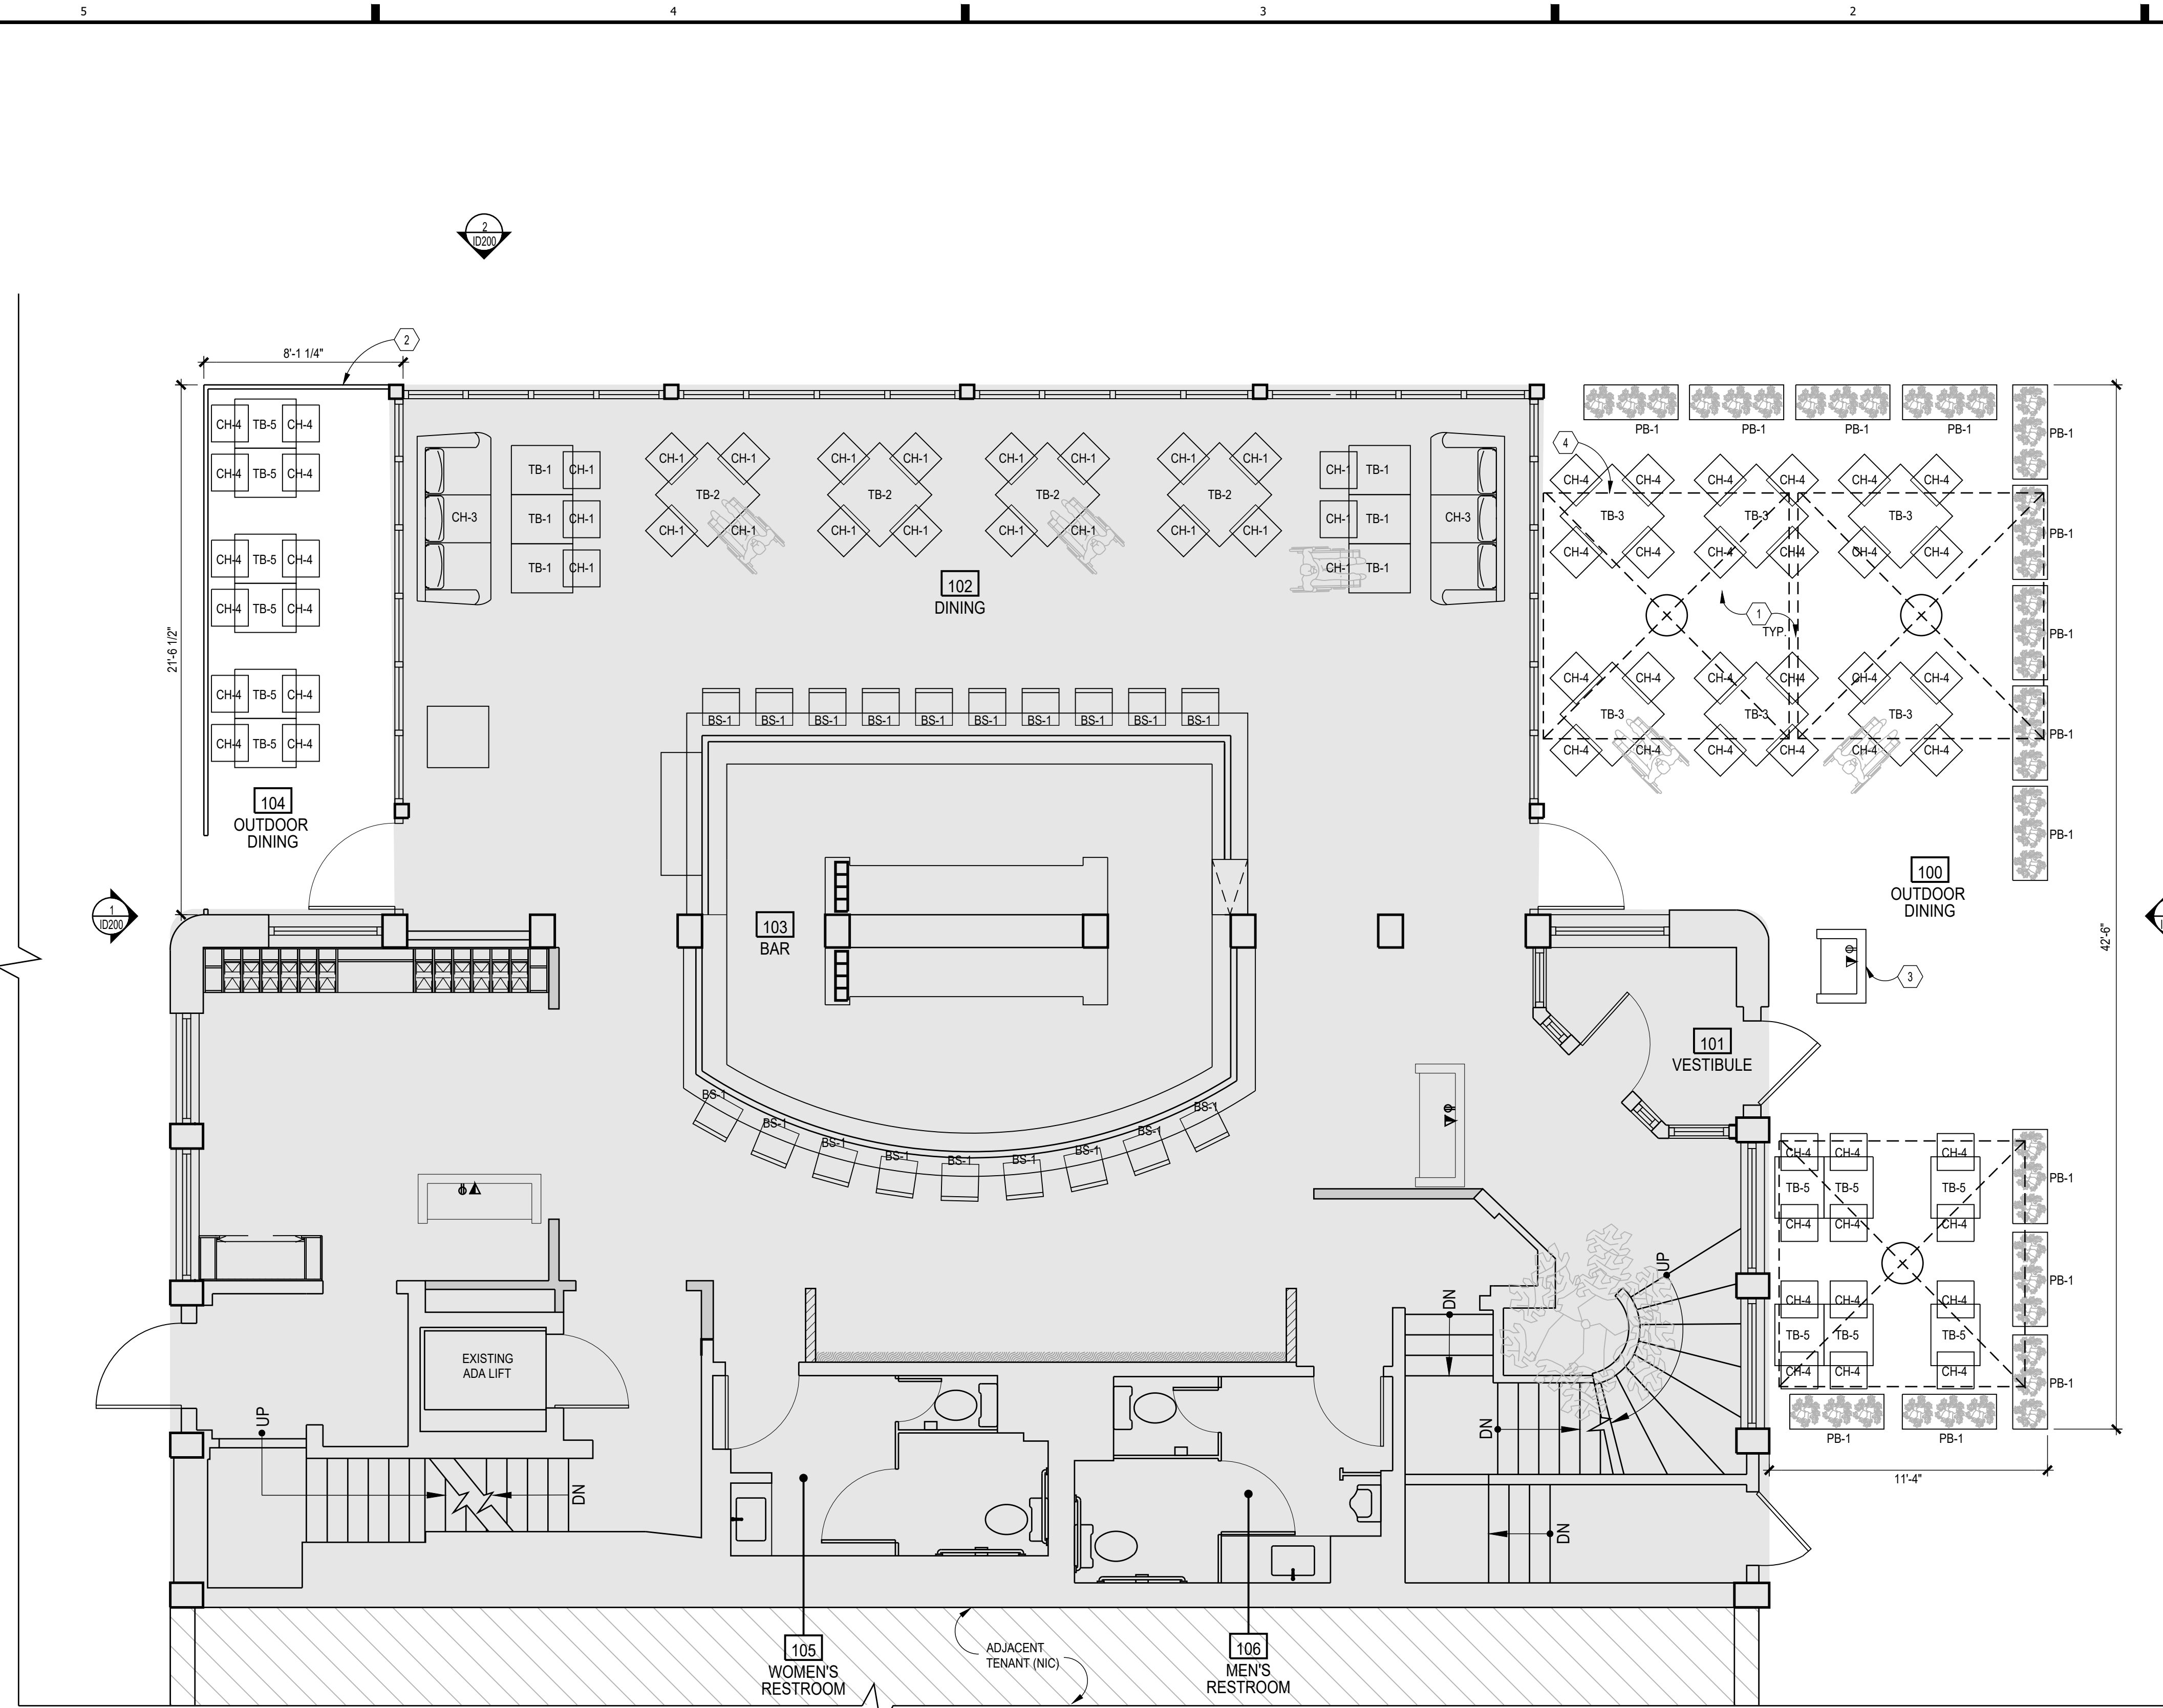 5 4 3 2
2
ID200
8'-1 1/4"
2
21'-6 1/2"
CH-4 TB-5 CH-4
CH-4 TB-5 CH-4
CH-4 TB-5 CH-4
CH-4 TB-5 CH-4
CH-4 TB-5 CH-4
CH-4 TB-5 CH-4
104
OUTDOOR
DINING
1
ID200
CH-3
TB-1 CH-1
TB-1 CH-1
TB-1 CH-1
CH-1 CH-1
TB-2
CH-1 CH-1
CH-1 CH-1
TB-2
CH-1 CH-1
CH-1 CH-1
TB-2
CH-1 CH-1
CH-1 CH-1
TB-2
CH-1 CH-1
CH-1 TB-1
CH-1 TB-1
CH-1 TB-1
CH-3
102
DINING
BS-1 BS-1 BS-1 BS-1 BS-1 BS-1 BS-1 BS-1 BS-1 BS-1
103
BAR
BS-1 BS-1 BS-1 BS-1 BS-1 BS-1 BS-1 BS-1 BS-1
PB-1 PB-1 PB-1 PB-1
PB-1
PB-1
PB-1
PB-1
PB-1
4
CH-4 CH-4 CH-4 CH-4 CH-4 CH-4
TB-3 TB-3 TB-3
CH-4 CH-4 CH-4 CH-4 CH-4 CH-4
1
TYP.
CH-4 CH-4 CH-4 CH-4 CH-4 CH-4
TB-3 TB-3 TB-3
CH-4 CH-4 CH-4 CH-4 CH-4 CH-4
100
OUTDOOR
DINING
42'-6"
3
101
VESTIBULE
CH-4 CH-4 CH-4
TB-5 TB-5 TB-5
CH-4 CH-4 CH-4
CH-4 CH-4 CH-4
TB-5 TB-5 TB-5
CH-4 CH-4 CH-4
PB-1
PB-1
PB-1
PB-1 PB-1
11'-4"
UP
DN
DN
DN
EXISTING
ADA LIFT
UP
DN
105
WOMEN'S
RESTROOM
ADJACENT
TENANT (NIC)
106
MEN'S
RESTROOM